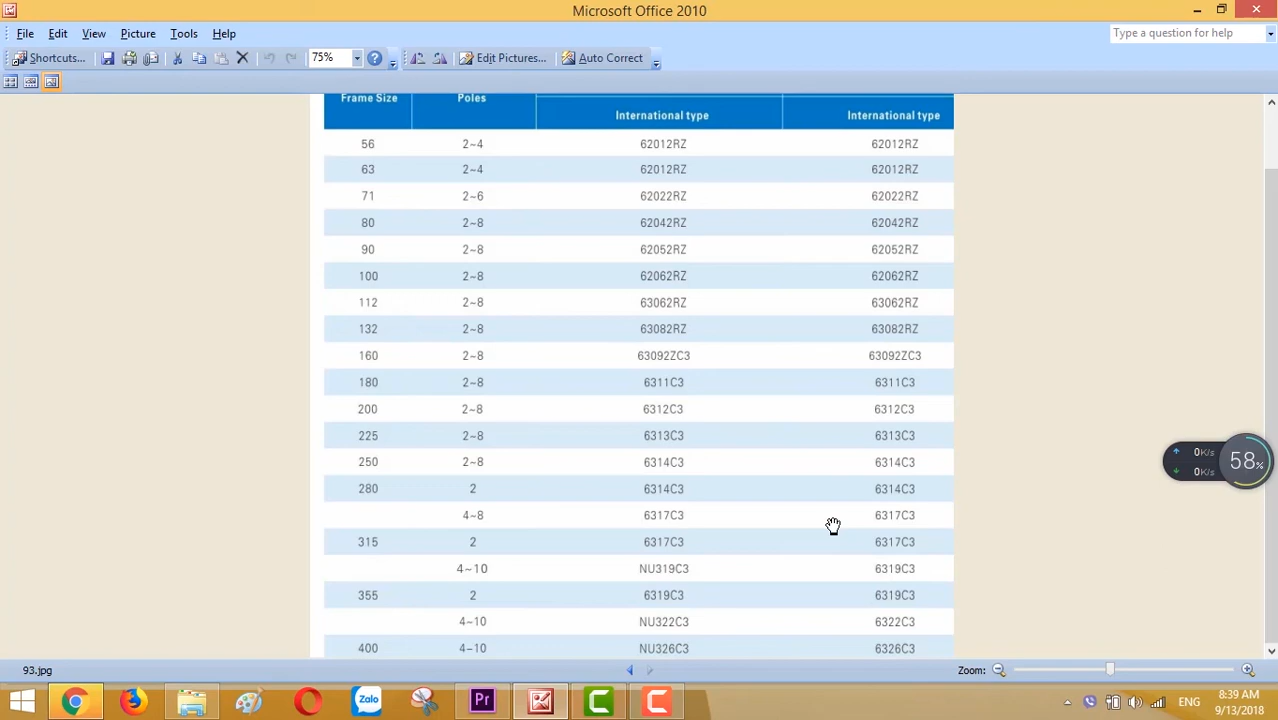 Microsoft Office 2010
File Edit View Picture Tools Help
Type a question for help
Shortcuts...
75%
Edit Pictures...
Auto Correct
Frame Size Poles
International type International type
56 2~4 62012RZ 62012RZ
63 2~4 62012RZ 62012RZ
71 2~6 62022RZ 62022RZ
80 2~8 62042RZ 62042RZ
90 2~8 62052RZ 62052RZ
100 2~8 62062RZ 62062RZ
112 2~8 63062RZ 63062RZ
132 2~8 63082RZ 63082RZ
160 2~8 63092ZC3 63092ZC3
180 2~8 6311C3 6311C3
200 2~8 6312C3 6312C3
225 2~8 6313C3 6313C3
250 2~8 6314C3 6314C3
280 2 6314C3 6314C3
4~8 6317C3 6317C3
315 2 6317C3 6317C3
4~10 NU319C3 6319C3
355 2 6319C3 6319C3
4~10 NU322C3 6322C3
400 4~10 NU326C3 6326C3
0K/s
0K/s
58%
93.jpg
Zoom:
Zalo
Pr
ENG
8:39 AM
9/13/2018